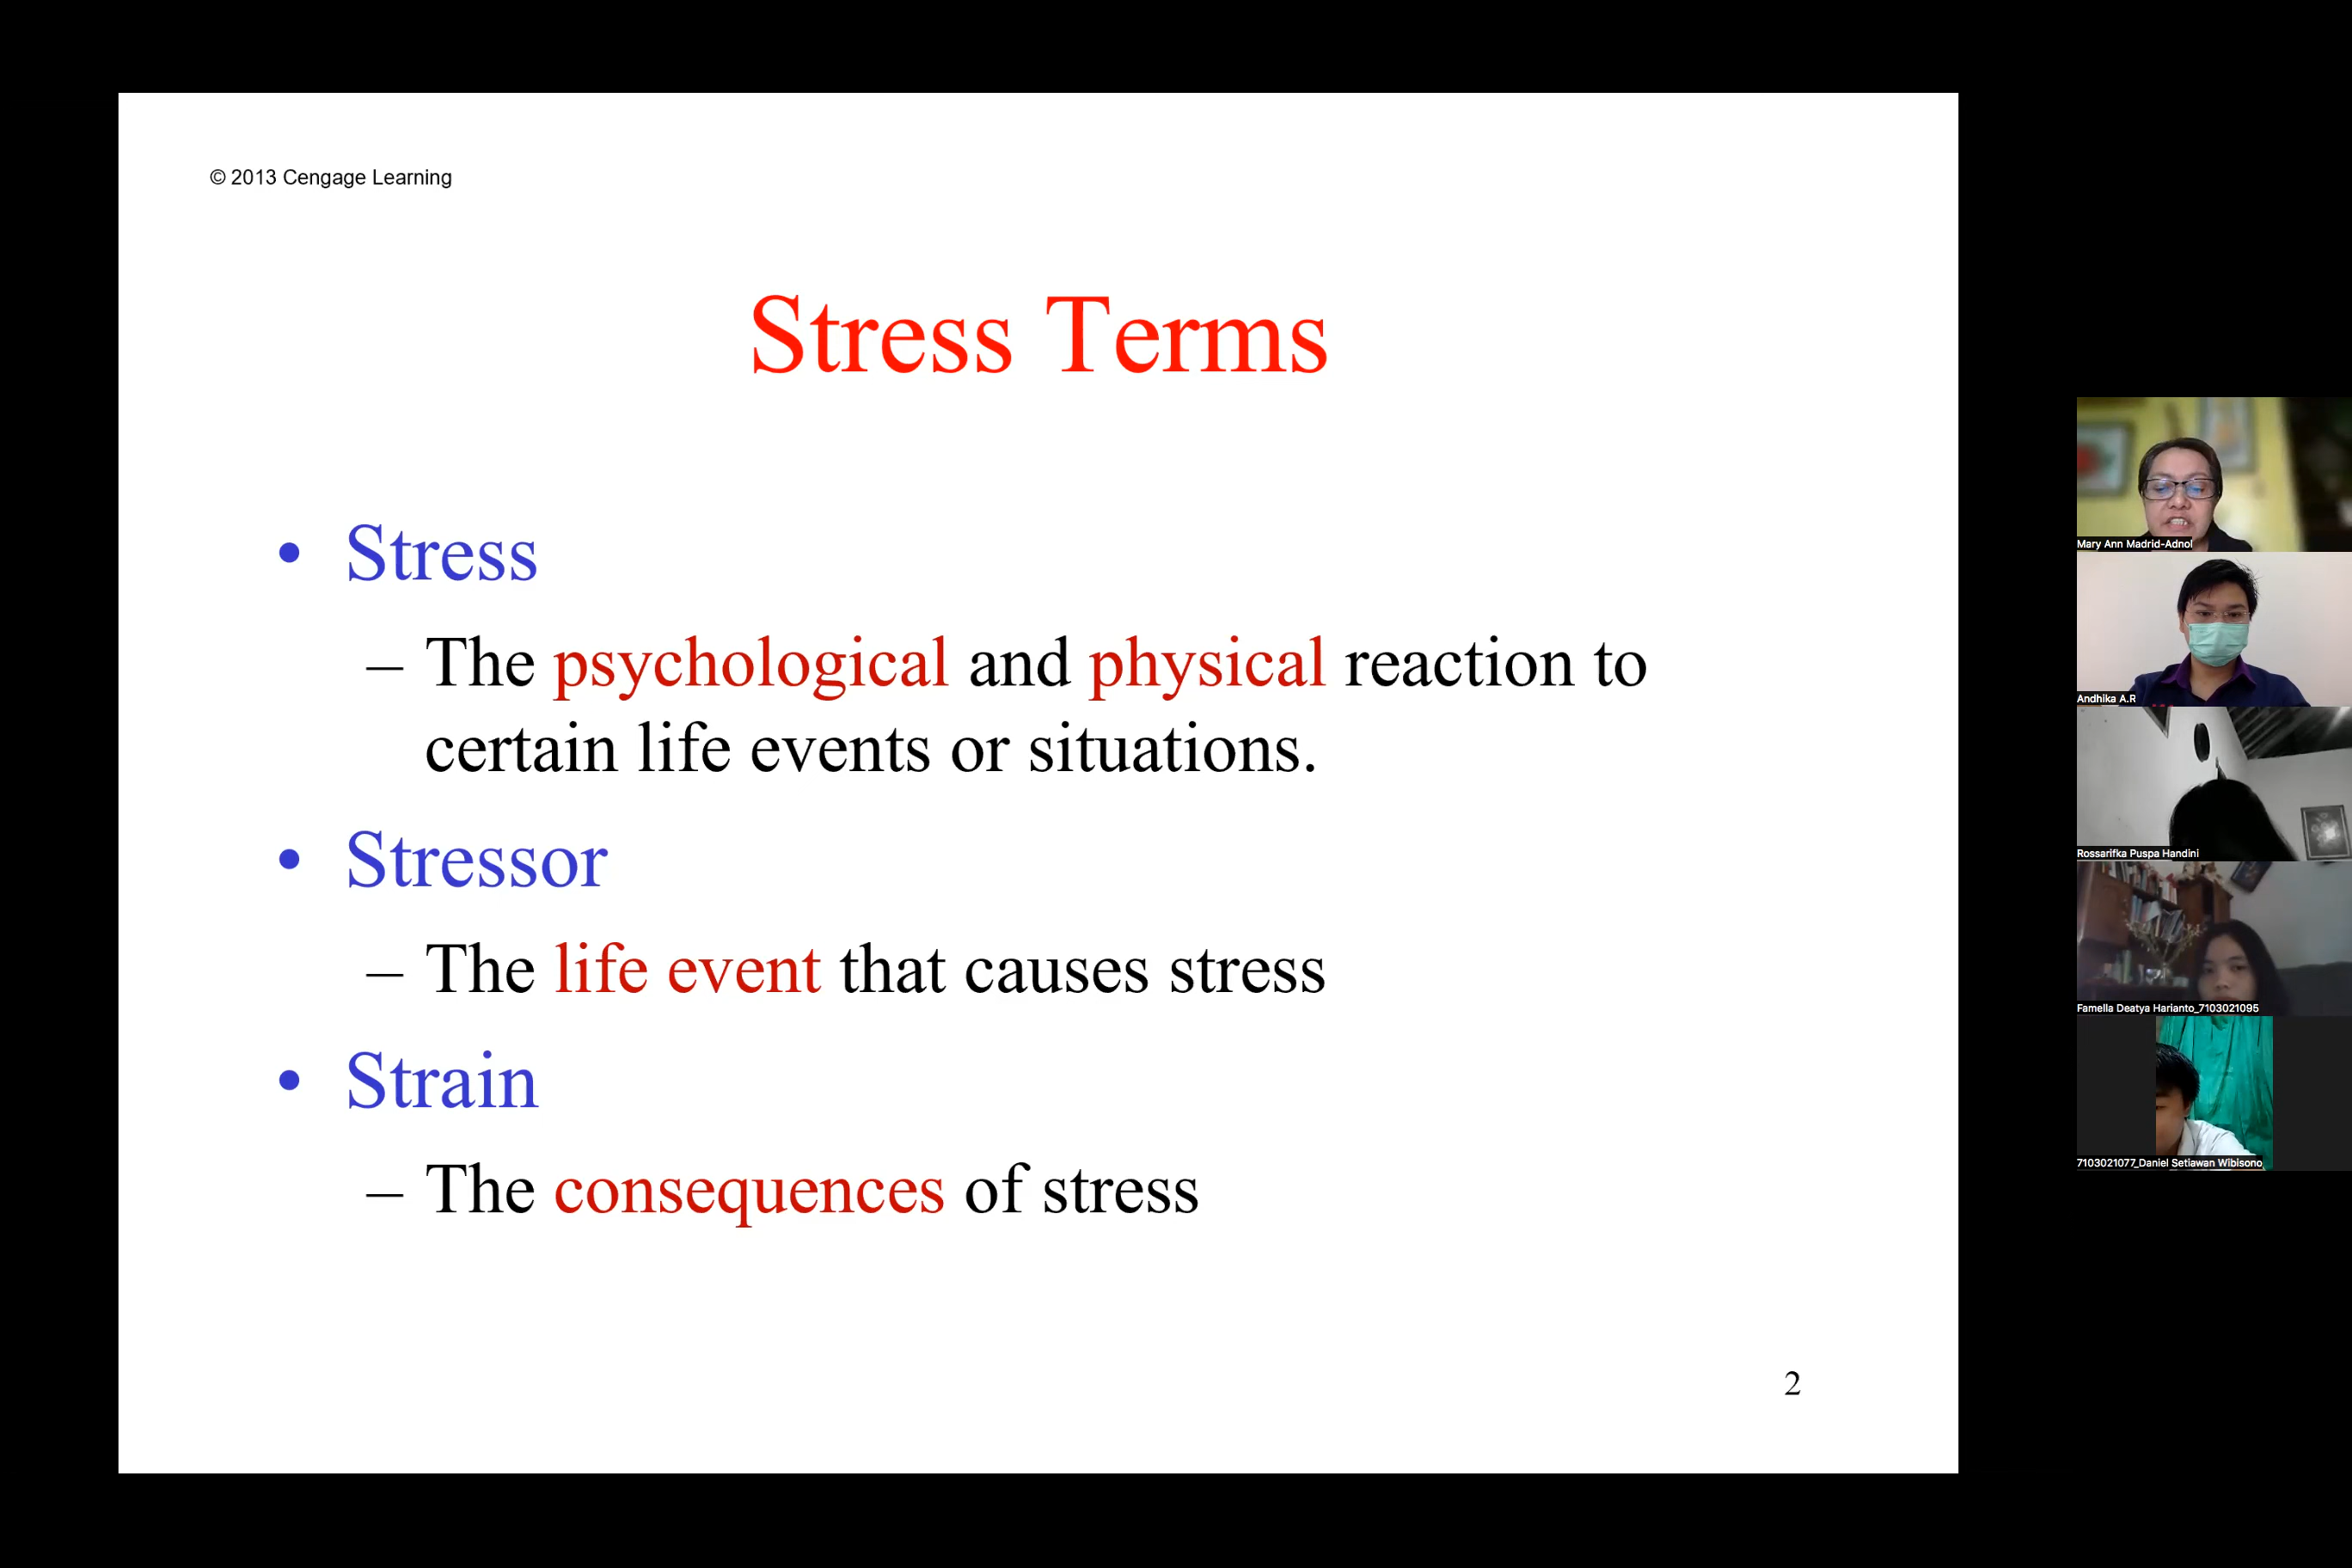 © 2013 Cengage Learning
Stress Terms
• Stress
– The psychological and physical reaction to
certain life events or situations.
• Stressor
– The life event that causes stress
• Strain
– The consequences of stress
2
Mary Ann Madrid-Adnol
Andhika A.R
Rossarifka Puspa Handini
Famella Deatya Harianto_7103021095
7103021077_Daniel Setiawan Wibisono